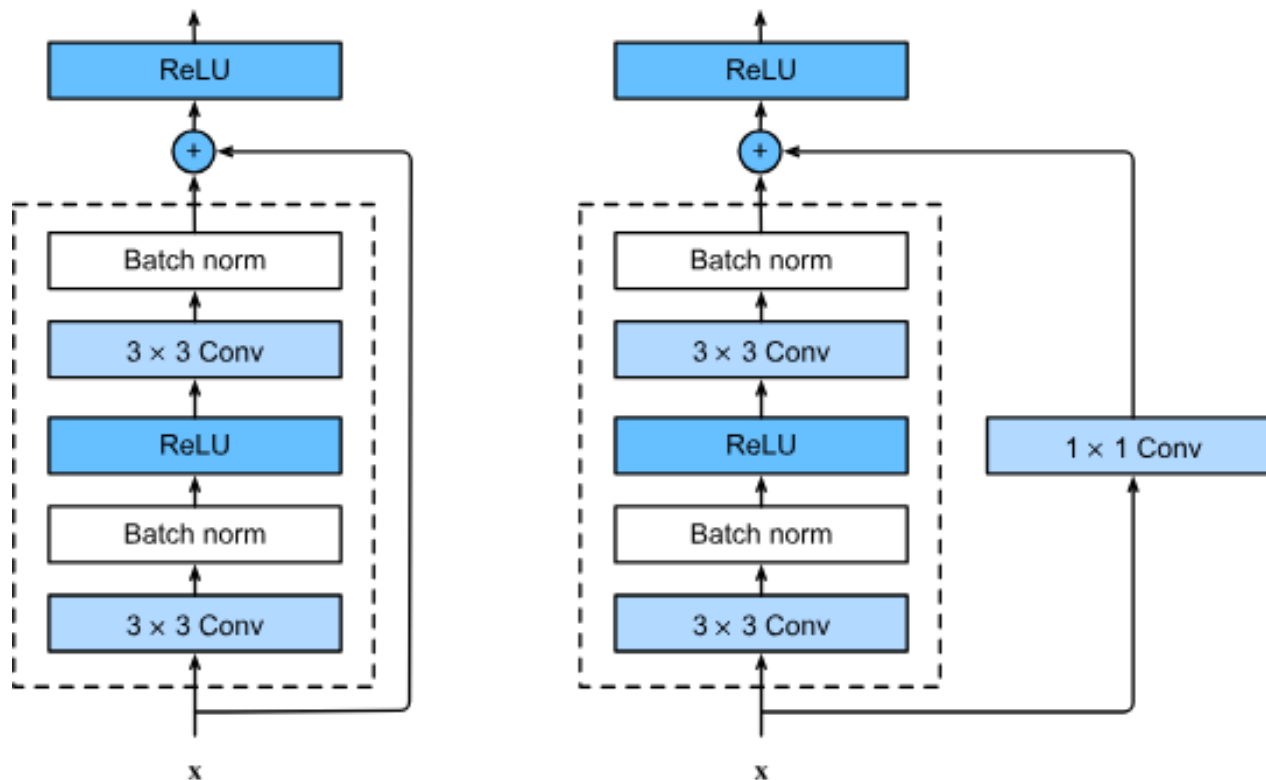 ReLU
+
Batch norm
3 × 3 Conv
ReLU
Batch norm
3 × 3 Conv
x
ReLU
+
Batch norm
3 × 3 Conv
ReLU
1 × 1 Conv
Batch norm
3 × 3 Conv
x